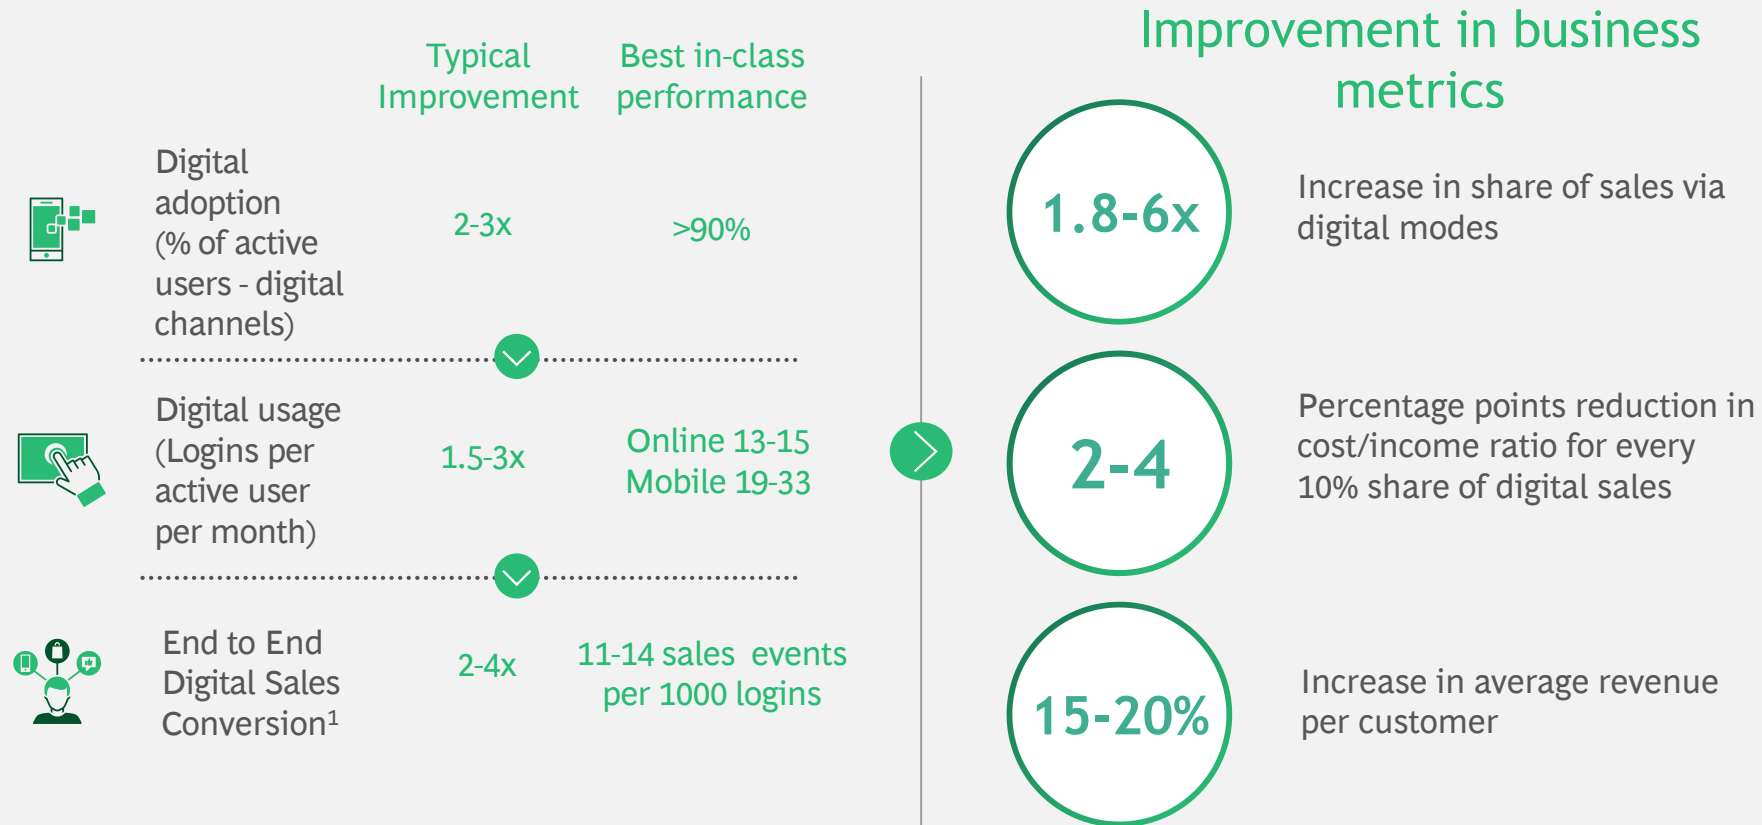 Typical
Improvement
Best in-class
performance
Digital
adoption
(% of active
users - digital
channels)
2-3x
>90%
Digital usage
(Logins per
active user
per month)
1.5-3x
Online 13-15
Mobile 19-33
End to End
Digital Sales
Conversion¹
2-4x
11-14 sales events
per 1000 logins
Improvement in business
metrics
1.8-6x
Increase in share of sales via
digital modes
2-4
Percentage points reduction in
cost/income ratio for every
10% share of digital sales
15-20%
Increase in average revenue
per customer